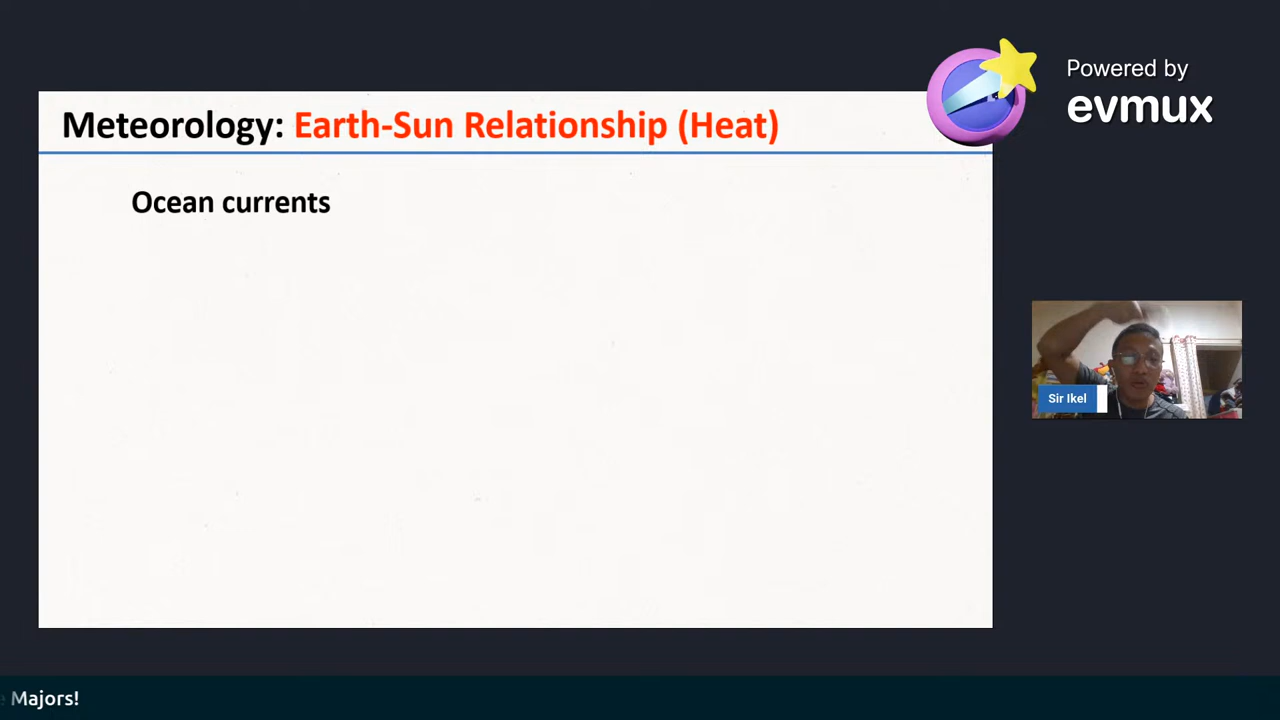 Powered by
evmux
Meteorology: Earth-Sun Relationship (Heat)
Ocean currents
Sir Ikel
Majors!